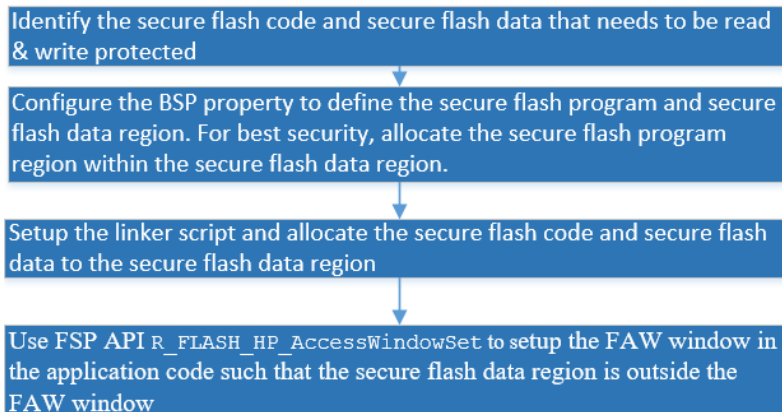 Identify the secure flash code and secure flash data that needs to be read
& write protected
Configure the BSP property to define the secure flash program and secure
flash data region. For best security, allocate the secure flash program
region within the secure flash data region.
Setup the linker script and allocate the secure flash code and secure flash
data to the secure flash data region
Use FSP API R_FLASH_HP_AccessWindowSet to setup the FAW window in
the application code such that the secure flash data region is outside the
FAW window